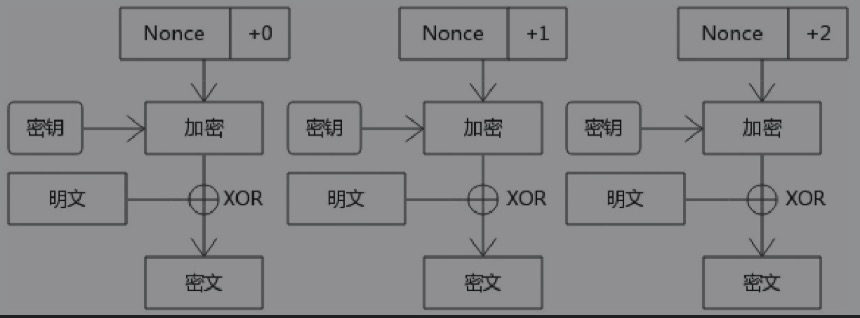 Nonce +0 Nonce +1 Nonce +2
密钥 加密 密钥 加密 密钥 加密
明文 XOR 明文 XOR 明文 XOR
密文 密文 密文